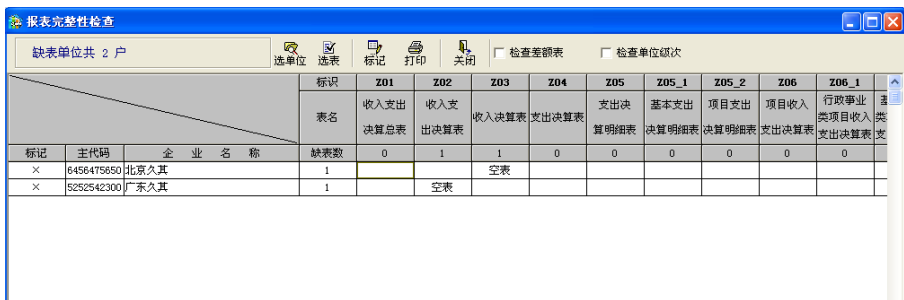 报表完整性检查
缺表单位共 2 户
选单位 选表 标记 打印 关闭 检查差额表 检查单位级次
标识 Z01 Z02 Z03 Z04 Z05 Z05_1 Z05_2 Z06 Z06_1
表名 收入支出决算总表 收入支出决算表 收入决算表 支出决算表 支出决算明细表 基本支出决算明细表 项目支出决算明细表 项目收入支出决算表 行政事业类项目收入支出决算表
标记 主代码 企业名称 缺表数 0 1 1 0 0 0 0 0 0
× 6456475650 北京久其 1 空表
× 5252542300 广东久其 1 空表